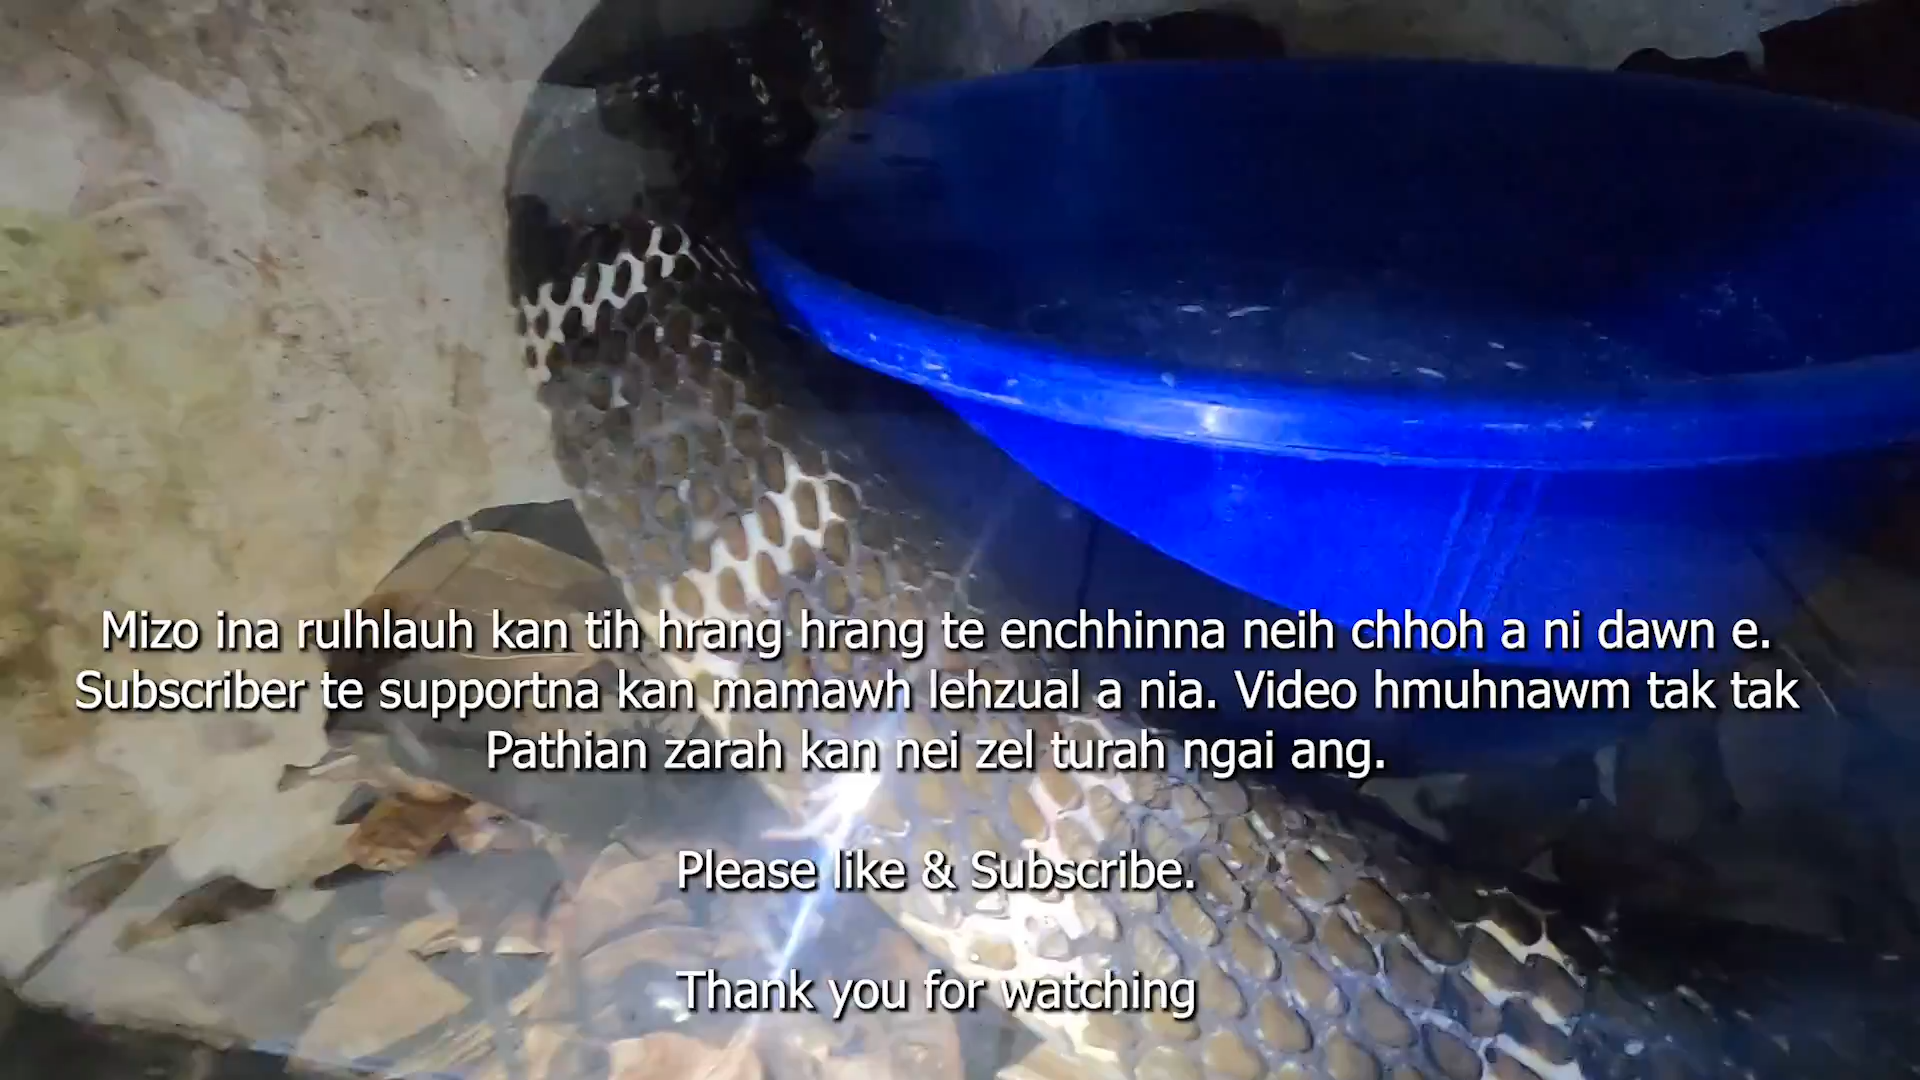 Mizo ina rulhlauh kan tih hrang hrang te enchhinna neih chhoh a ni dawn e.
Subscriber te supportna kan mamawh lehzual a nia. Video hmuhnawm tak tak
Pathian zarah kan nei zel turah ngai ang.
Please like & Subscribe.
Thank you for watching